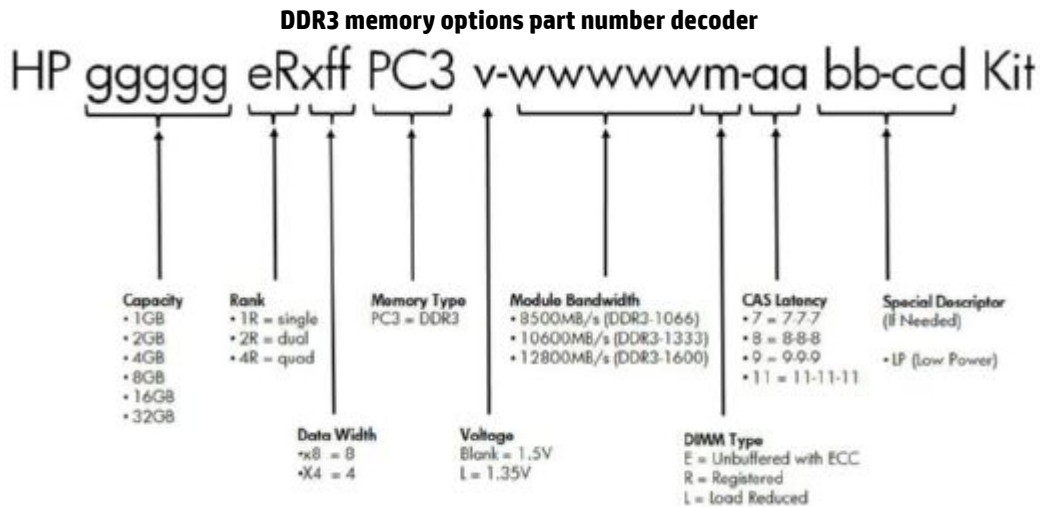 DDR3 memory options part number decoder
HP ggggg eRxff PC3 v-wwwwwm-aa bb-ccd Kit
Capacity
• 1GB
• 2GB
• 4GB
• 8GB
• 16GB
• 32GB
Rank
• 1R = single
• 2R = dual
• 4R = quad
Memory Type
PC3 = DDR3
Module Bandwidth
• 8500MB/s (DDR3-1066)
• 10600MB/s (DDR3-1333)
• 12800MB/s (DDR3-1600)
CAS Latency
• 7 = 7-7-7
• 8 = 8-8-8
• 9 = 9-9-9
• 11 = 11-11-11
Special Descriptor
(If Needed)
• LP (Low Power)
Data Width
•x8 = 8
•X4 = 4
Voltage
Blank = 1.5V
L = 1.35V
DIMM Type
E = Unbuffered with ECC
R = Registered
L = Load Reduced